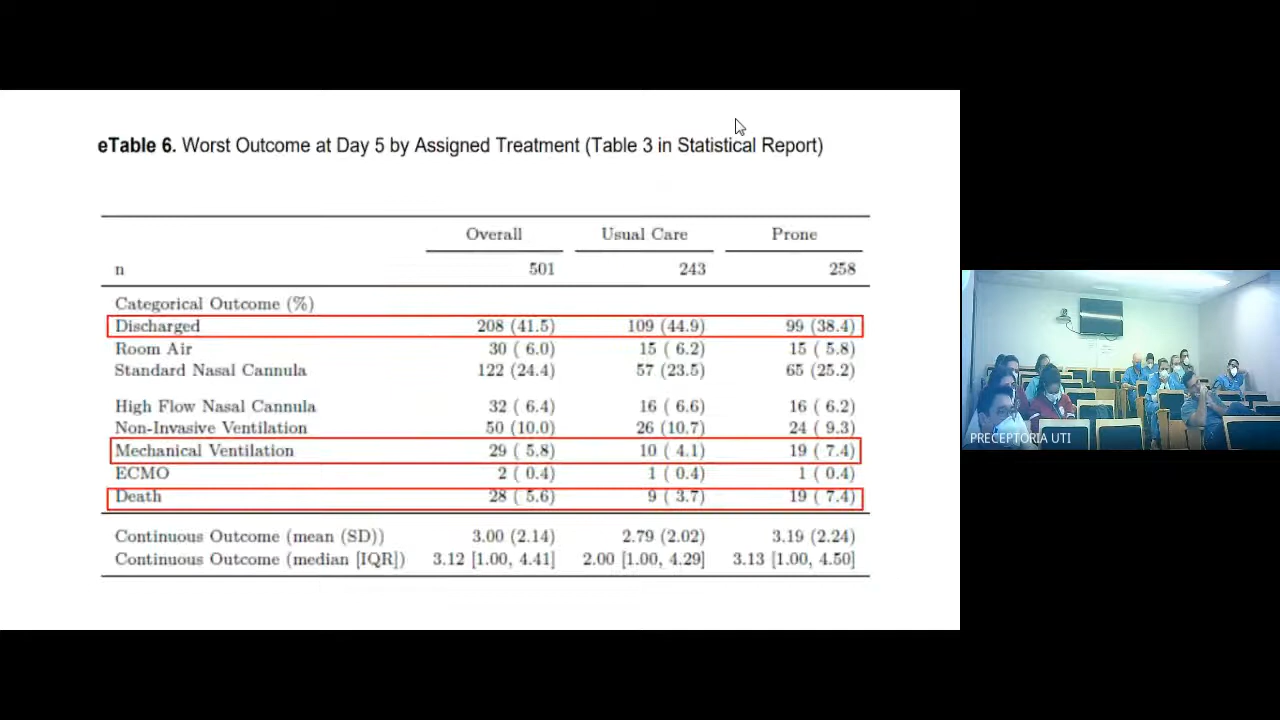 eTable 6. Worst Outcome at Day 5 by Assigned Treatment (Table 3 in Statistical Report)
Overall Usual Care Prone
n 501 243 258
Categorical Outcome (%)
Discharged 208 (41.5) 109 (44.9) 99 (38.4)
Room Air 30 ( 6.0) 15 ( 6.2) 15 ( 5.8)
Standard Nasal Cannula 122 (24.4) 57 (23.5) 65 (25.2)
High Flow Nasal Cannula 32 ( 6.4) 16 ( 6.6) 16 ( 6.2)
Non-Invasive Ventilation 50 (10.0) 26 (10.7) 24 ( 9.3)
Mechanical Ventilation 29 ( 5.8) 10 ( 4.1) 19 ( 7.4)
ECMO 2 ( 0.4) 1 ( 0.4) 1 ( 0.4)
Death 28 ( 5.6) 9 ( 3.7) 19 ( 7.4)
Continuous Outcome (mean (SD)) 3.00 (2.14) 2.79 (2.02) 3.19 (2.24)
Continuous Outcome (median [IQR]) 3.12 [1.00, 4.41] 2.00 [1.00, 4.29] 3.13 [1.00, 4.50]
PRECEPTORIA UTI